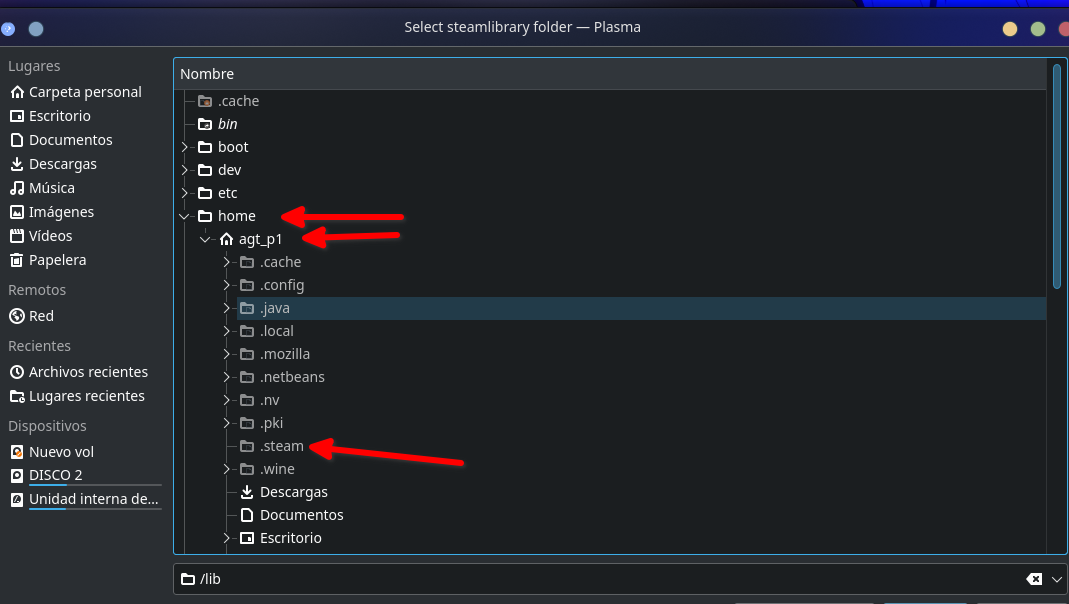 Select steamlibrary folder — Plasma
Lugares
Carpeta personal
Escritorio
Documentos
Descargas
Música
Imágenes
Vídeos
Papelera
Remotos
Red
Recientes
Archivos recientes
Lugares recientes
Dispositivos
Nuevo vol
DISCO 2
Unidad interna de...
Nombre
.cache
bin
boot
dev
etc
home
agt_p1
.cache
.config
.java
.local
.mozilla
.netbeans
.nv
.pki
.steam
.wine
Descargas
Documentos
Escritorio
/lib